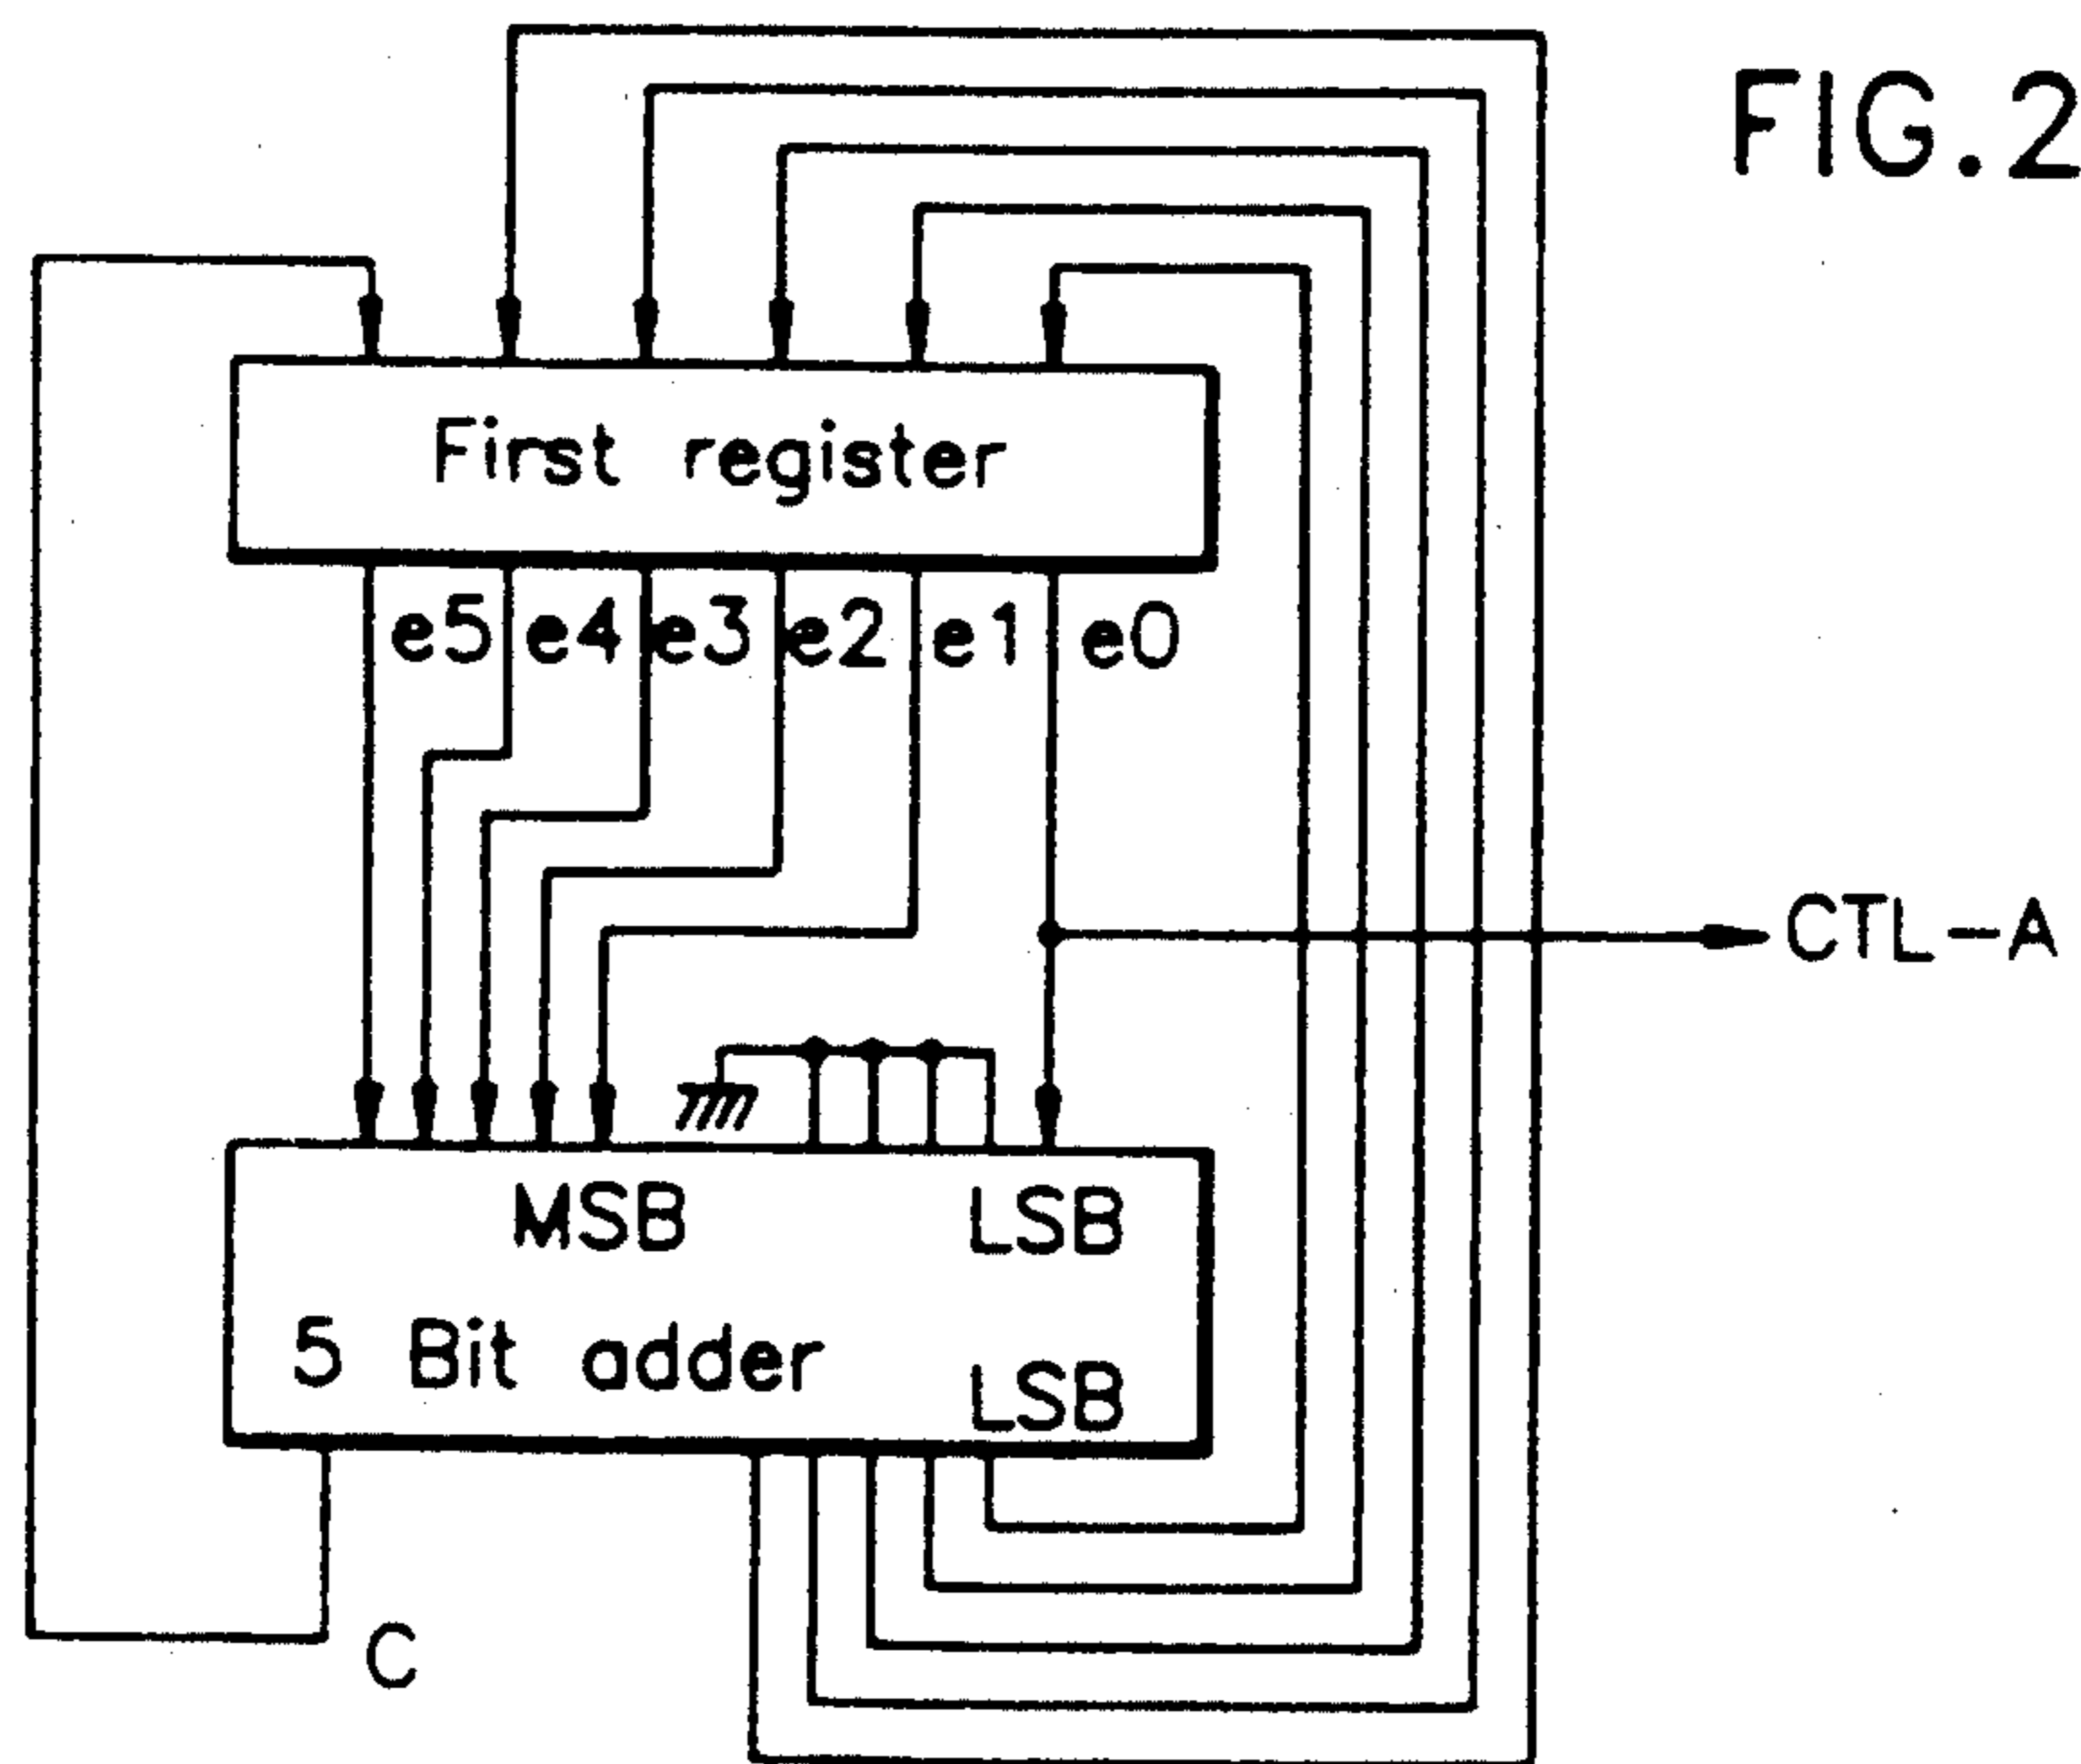 FIG.2
First register
e5 e4 e3 e2 e1 e0
CTL-A
MSB LSB
5 Bit adder
LSB
C